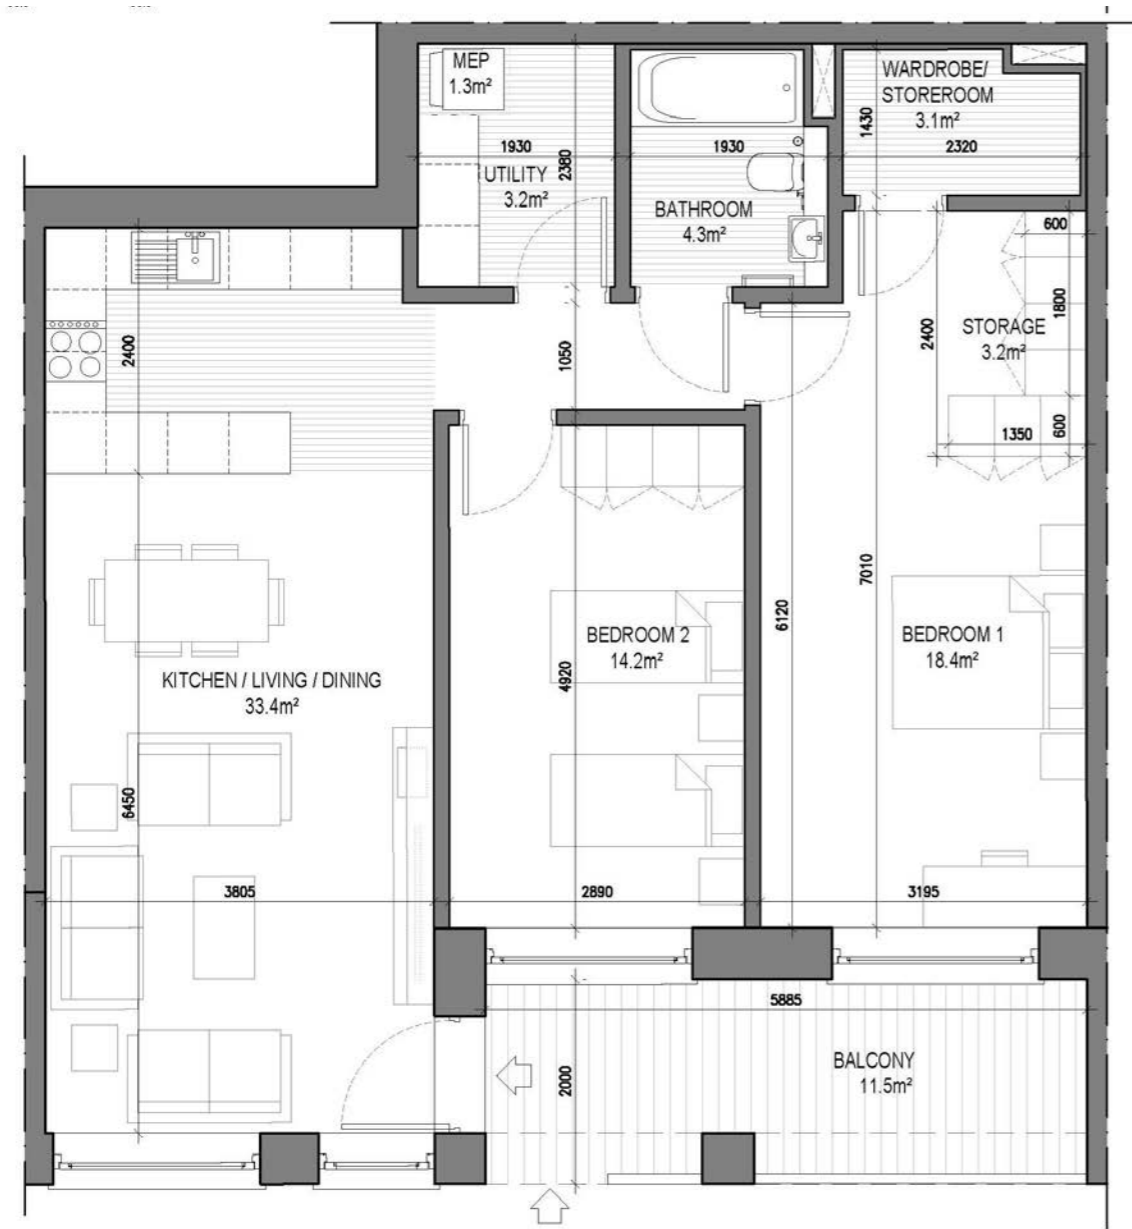 MEP
1.3m²
WARDROBE/
STOREROOM
3.1m²
1430
1930
2380
1930
2320
UTILITY
3.2m²
BATHROOM
4.3m²
600
1800
STORAGE
3.2m²
2400
2400
1050
1350
600
7010
6120
BEDROOM 2
14.2m²
BEDROOM 1
18.4m²
4920
KITCHEN / LIVING / DINING
33.4m²
6450
3805
2890
3195
5885
2000
BALCONY
11.5m²